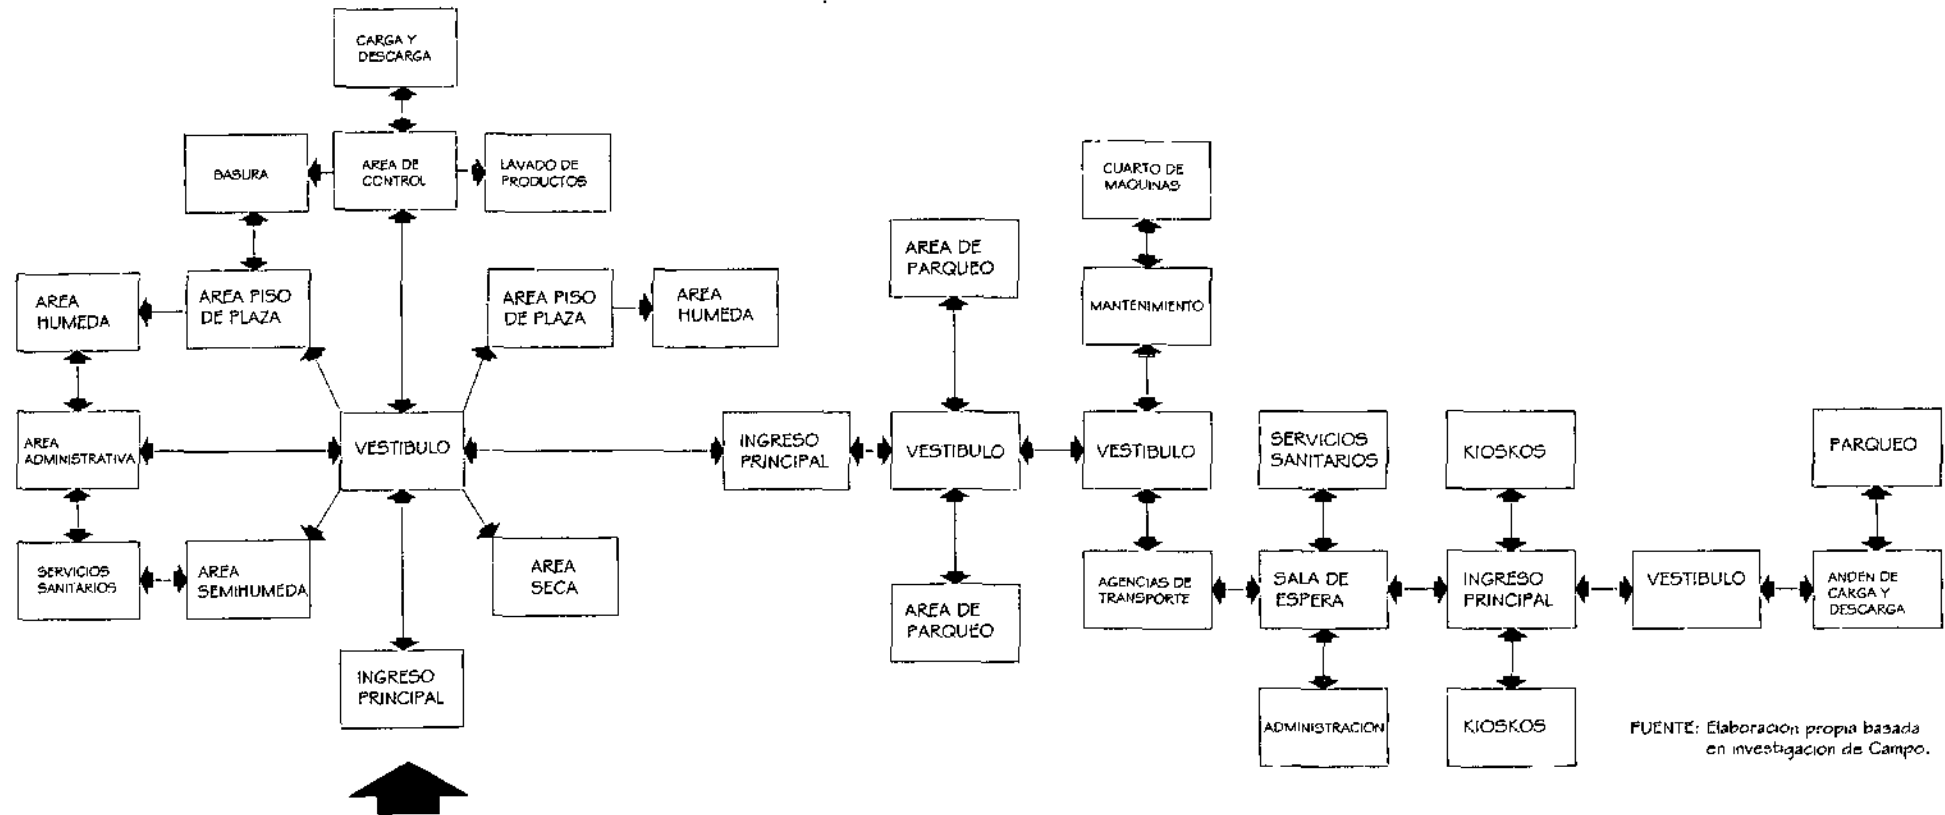 CARGA Y
DESCARGA
BASURA
AREA DE
CONTROL
LAVADO DE
PRODUCTOS
CUARTO DE
MAQUINAS
AREA DE
PARQUEO
AREA
HUMEDA
AREA PISO
DE PLAZA
AREA PISO
DE PLAZA
AREA
HUMEDA
MANTENIMIENTO
AREA
ADMINISTRATIVA
VESTIBULO
INGRESO
PRINCIPAL
VESTIBULO
VESTIBULO
SERVICIOS
SANITARIOS
KIOSKOS
PARQUEO
SERVICIOS
SANITARIOS
AREA
SEMIHUMEDA
AREA
SECA
AREA DE
PARQUEO
AGENCIAS DE
TRANSPORTE
SALA DE
ESPERA
INGRESO
PRINCIPAL
VESTIBULO
ANDEN DE
CARGA Y
DESCARGA
INGRESO
PRINCIPAL
ADMINISTRACION
KIOSKOS
FUENTE: Elaboración propia basada
en investigación de Campo.